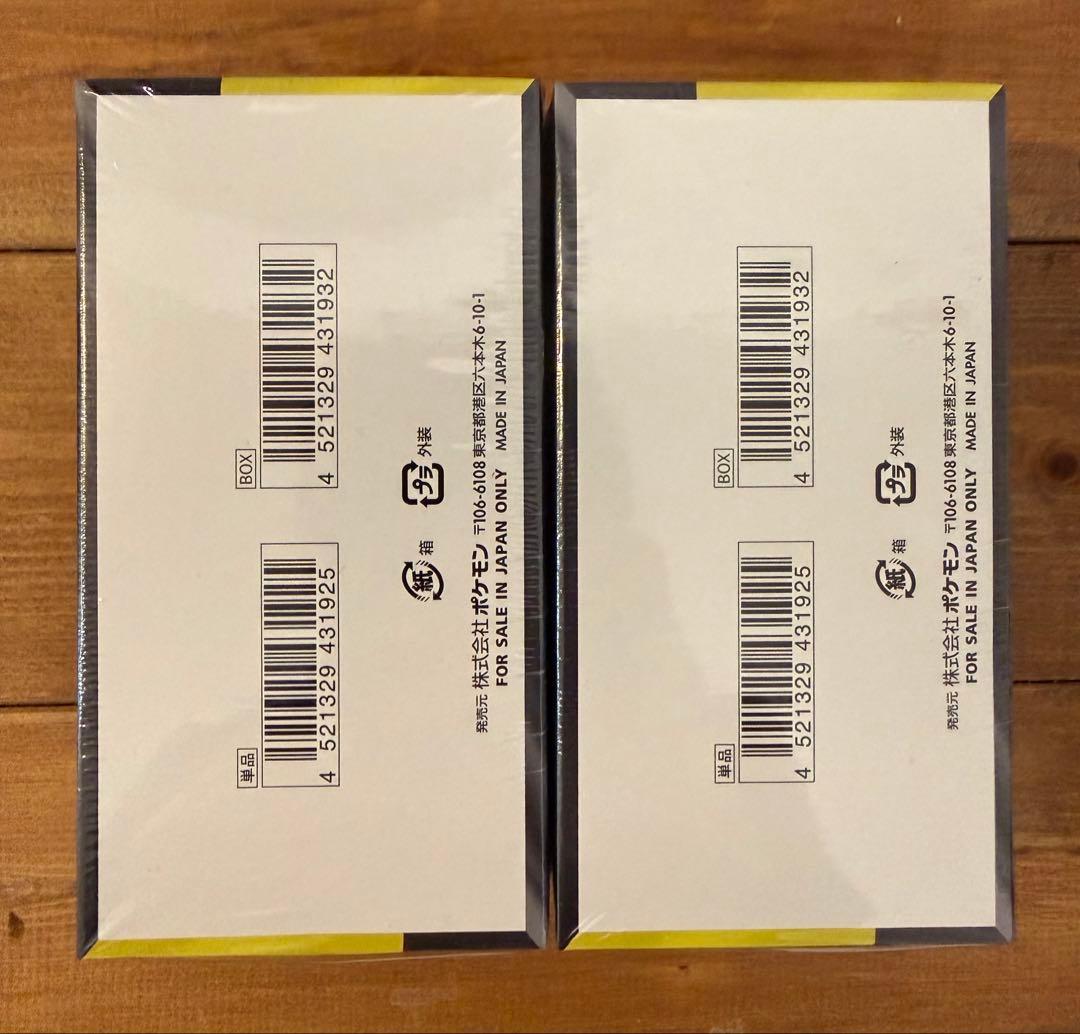 BOX
4 521329 431932
単品
4 521329 431925
プラ 外装
紙 箱
発売元 株式会社ポケモン 〒106-6108 東京都港区六本木6-10-1
FOR SALE IN JAPAN ONLY MADE IN JAPAN
BOX
4 521329 431932
単品
4 521329 431925
プラ 外装
紙 箱
発売元 株式会社ポケモン 〒106-6108 東京都港区六本木6-10-1
FOR SALE IN JAPAN ONLY MADE IN JAPAN